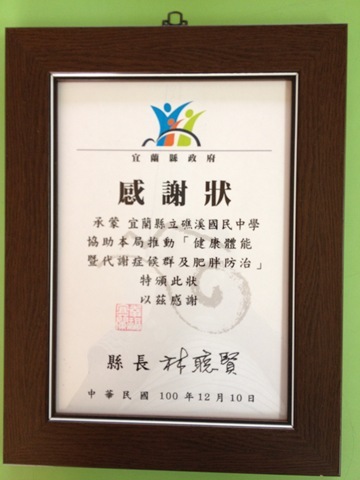 宜蘭縣政府
感謝狀
承蒙 宜蘭縣立礁溪國民中學
協助本局推動「健康體能
暨代謝症候群及肥胖防治」
特頒此狀
以茲感謝
縣長 林聰賢
中華民國 100年12月10日